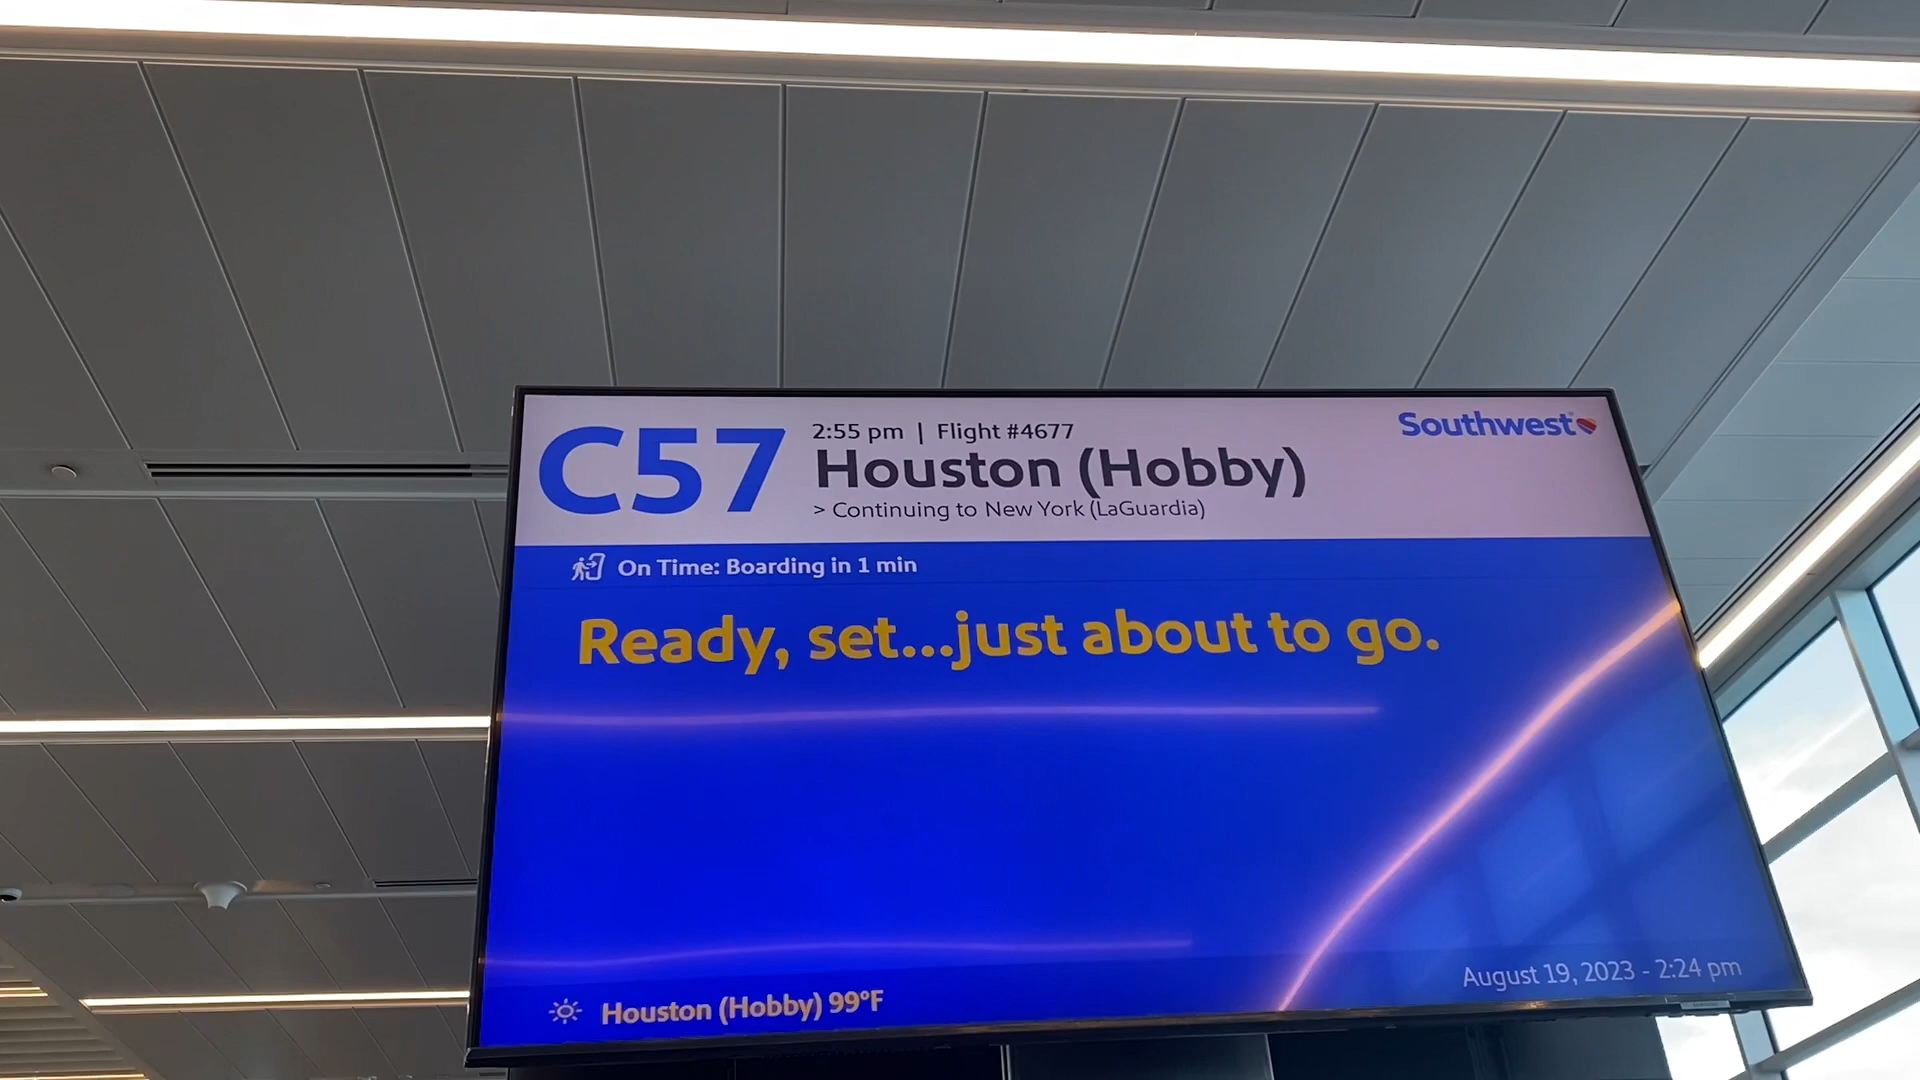 C57
2:55 pm | Flight #4677
Houston (Hobby)
> Continuing to New York (LaGuardia)
Southwest
On Time: Boarding in 1 min
Ready, set...just about to go.
Houston (Hobby) 99°F
August 19, 2023 - 2:24 pm